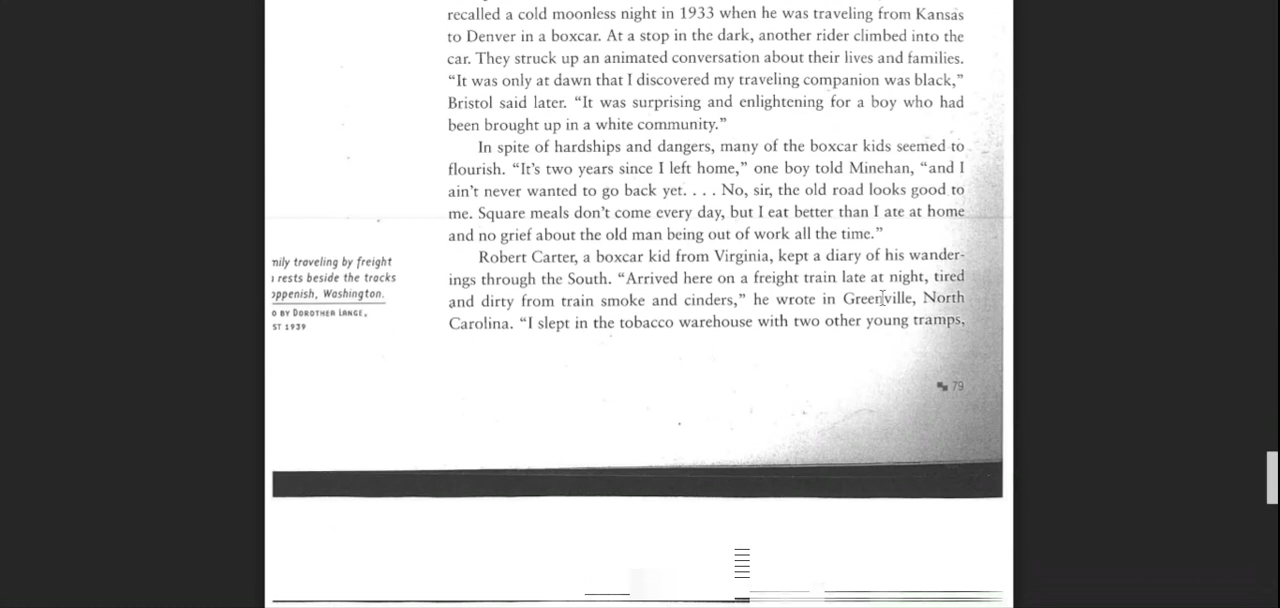 recalled a cold moonless night in 1933 when he was traveling from Kansas
to Denver in a boxcar. At a stop in the dark, another rider climbed into the
car. They struck up an animated conversation about their lives and families.
“It was only at dawn that I discovered my traveling companion was black,”
Bristol said later. “It was surprising and enlightening for a boy who had
been brought up in a white community.”
In spite of hardships and dangers, many of the boxcar kids seemed to
flourish. “It’s two years since I left home,” one boy told Minehan, “and I
ain’t never wanted to go back yet. . . . No, sir, the old road looks good to
me. Square meals don’t come every day, but I eat better than I ate at home
and no grief about the old man being out of work all the time.”
Robert Carter, a boxcar kid from Virginia, kept a diary of his wander-
ings through the South. “Arrived here on a freight train late at night, tired
and dirty from train smoke and cinders,” he wrote in Greenville, North
Carolina. “I slept in the tobacco warehouse with two other young tramps,
nily traveling by freight
rests beside the tracks
oppenish, Washington.
O BY DOROTHEA LANGE,
ST 1939
79